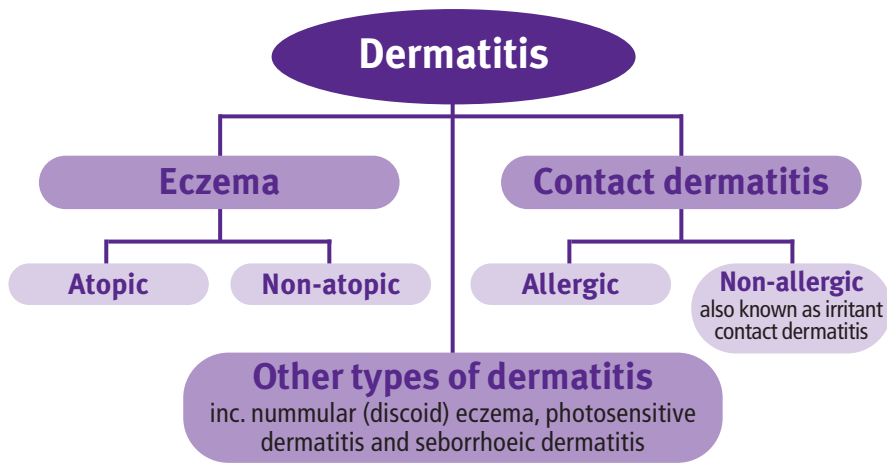 Dermatitis
Eczema
Contact dermatitis
Atopic
Non-atopic
Allergic
Non-allergic
also known as irritant
contact dermatitis
Other types of dermatitis
inc. nummular (discoid) eczema, photosensitive
dermatitis and seborrhoeic dermatitis